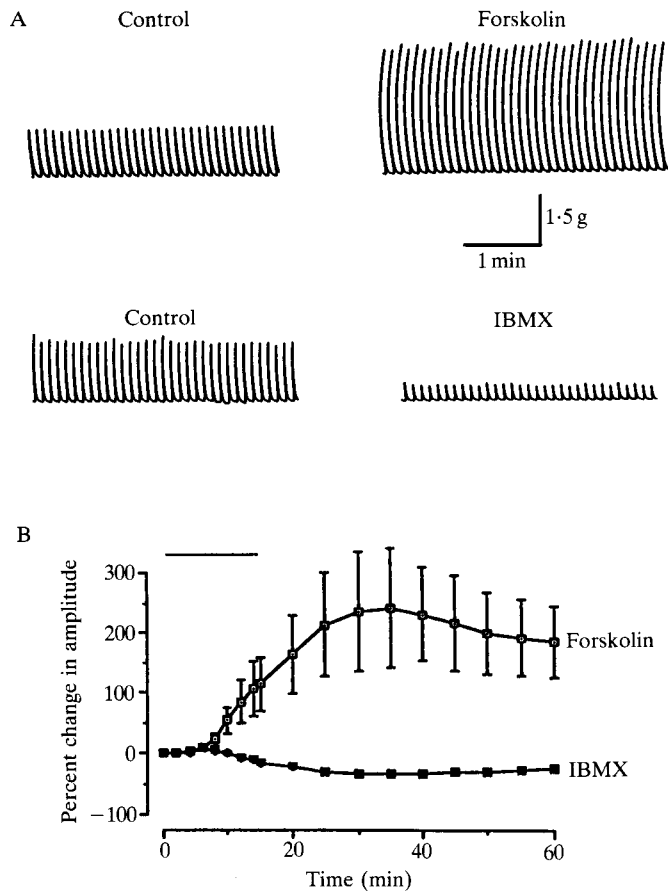 A
Control
Forskolin
1·5 g
1 min
Control
IBMX
B
Percent change in amplitude
300
200
100
0
−100
Forskolin
IBMX
0
20
40
60
Time (min)